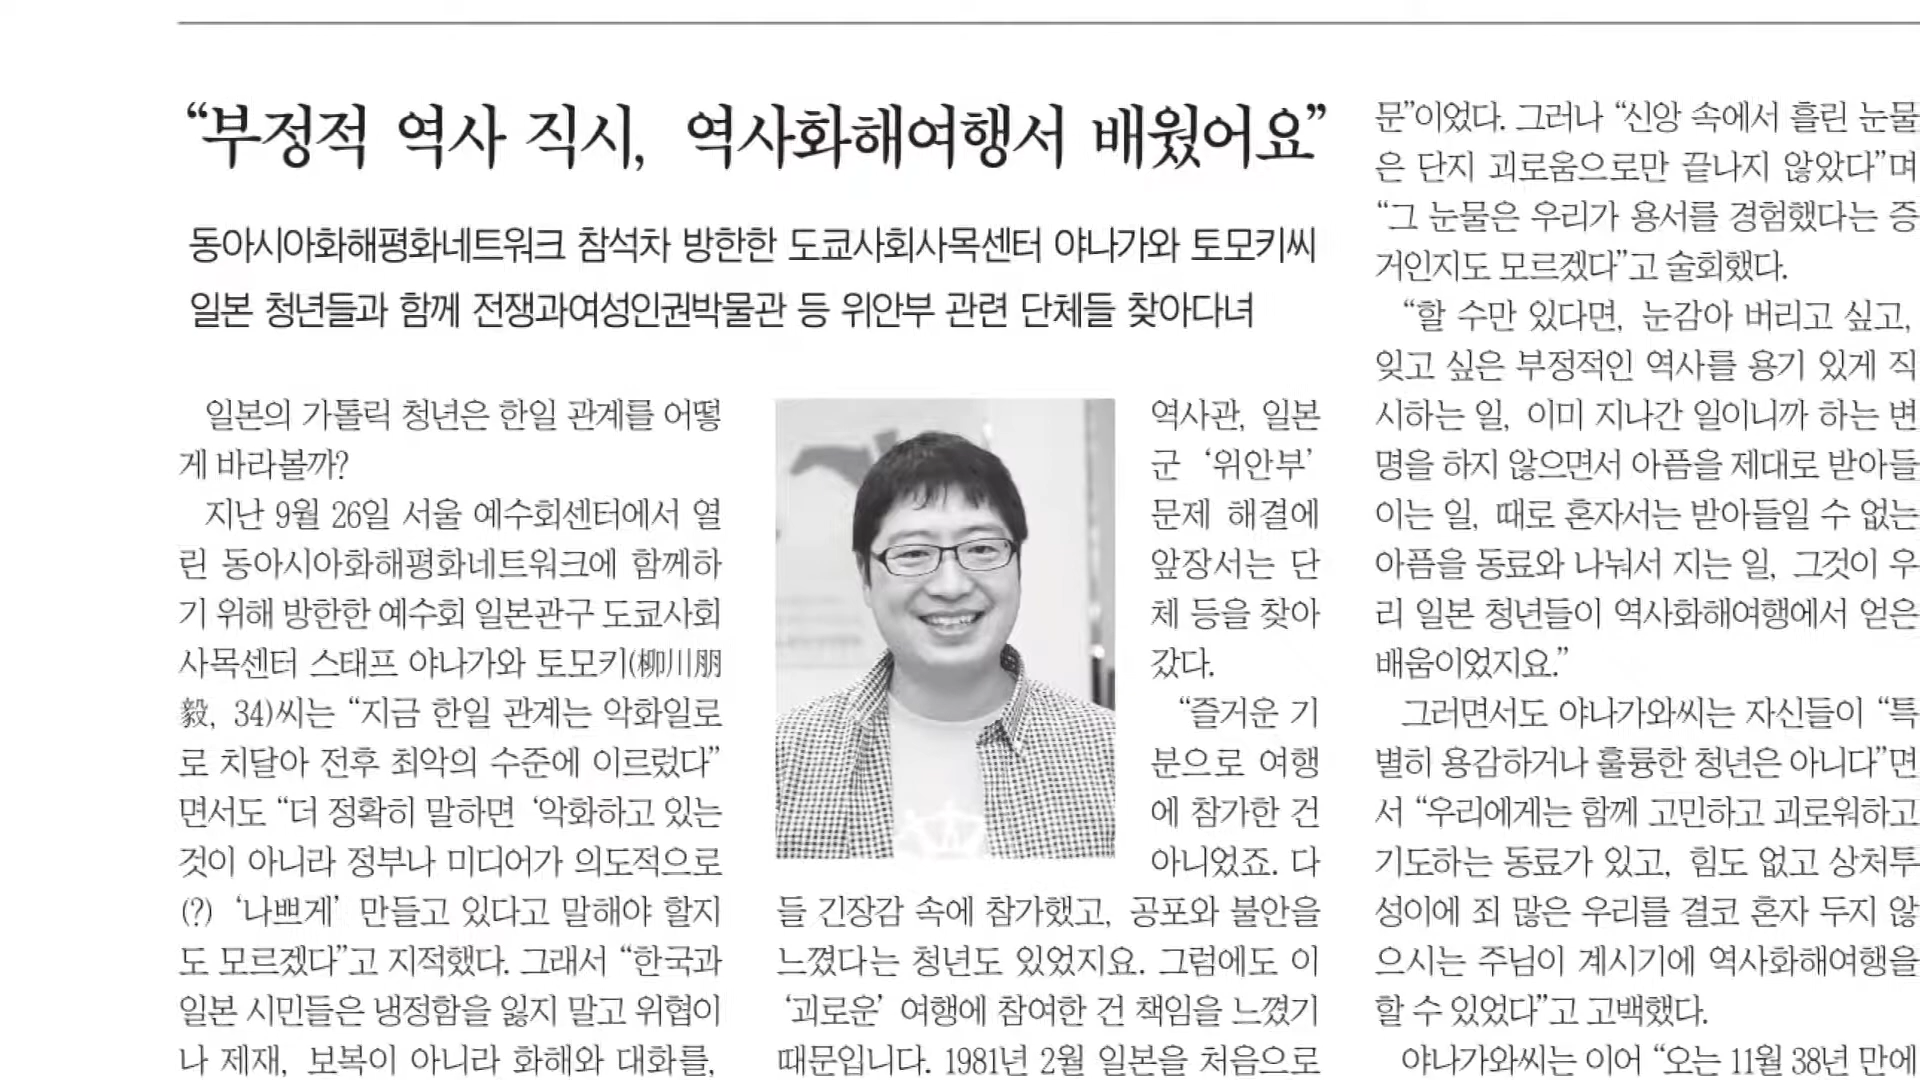 “부정적 역사 직시, 역사화해여행서 배웠어요”
동아시아화해평화네트워크 참석차 방한한 도쿄사회사목센터 야나가와 토모키씨
일본 청년들과 함께 전쟁과여성인권박물관 등 위안부 관련 단체들 찾아다녀
일본의 가톨릭 청년은 한일 관계를 어떻
게 바라볼까?
지난 9월 26일 서울 예수회센터에서 열
린 동아시아화해평화네트워크에 함께하
기 위해 방한한 예수회 일본관구 도쿄사회
사목센터 스태프 야나가와 토모키(柳川朋
毅, 34)씨는 “지금 한일 관계는 악화일로
로 치달아 전후 최악의 수준에 이르렀다”
면서도 “더 정확히 말하면 ‘악화하고 있는
것이 아니라 정부나 미디어가 의도적으로
(?) ‘나쁘게’ 만들고 있다고 말해야 할지
도 모르겠다”고 지적했다. 그래서 “한국과
일본 시민들은 냉정함을 잃지 말고 위협이
나 제재, 보복이 아니라 화해와 대화를,
역사관, 일본
군 ‘위안부’
문제 해결에
앞장서는 단
체 등을 찾아
갔다.
“즐거운 기
분으로 여행
에 참가한 건
아니었죠. 다
들 긴장감 속에 참가했고, 공포와 불안을
느꼈다는 청년도 있었지요. 그럼에도 이
‘괴로운’ 여행에 참여한 건 책임을 느꼈기
때문입니다. 1981년 2월 일본을 처음으로
문”이었다. 그러나 “신앙 속에서 흘린 눈물
은 단지 괴로움으로만 끝나지 않았다”며
“그 눈물은 우리가 용서를 경험했다는 증
거인지도 모르겠다”고 술회했다.
“할 수만 있다면, 눈감아 버리고 싶고,
잊고 싶은 부정적인 역사를 용기 있게 직
시하는 일, 이미 지나간 일이니까 하는 변
명을 하지 않으면서 아픔을 제대로 받아들
이는 일, 때로 혼자서는 받아들일 수 없는
아픔을 동료와 나눠서 지는 일, 그것이 우
리 일본 청년들이 역사화해여행에서 얻은
배움이었지요.”
그러면서도 야나가와씨는 자신들이 “특
별히 용감하거나 훌륭한 청년은 아니다”면
서 “우리에게는 함께 고민하고 괴로워하고
기도하는 동료가 있고, 힘도 없고 상처투
성이에 죄 많은 우리를 결코 혼자 두지 않
으시는 주님이 계시기에 역사화해여행을
할 수 있었다”고 고백했다.
야나가와씨는 이어 “오는 11월 38년 만에